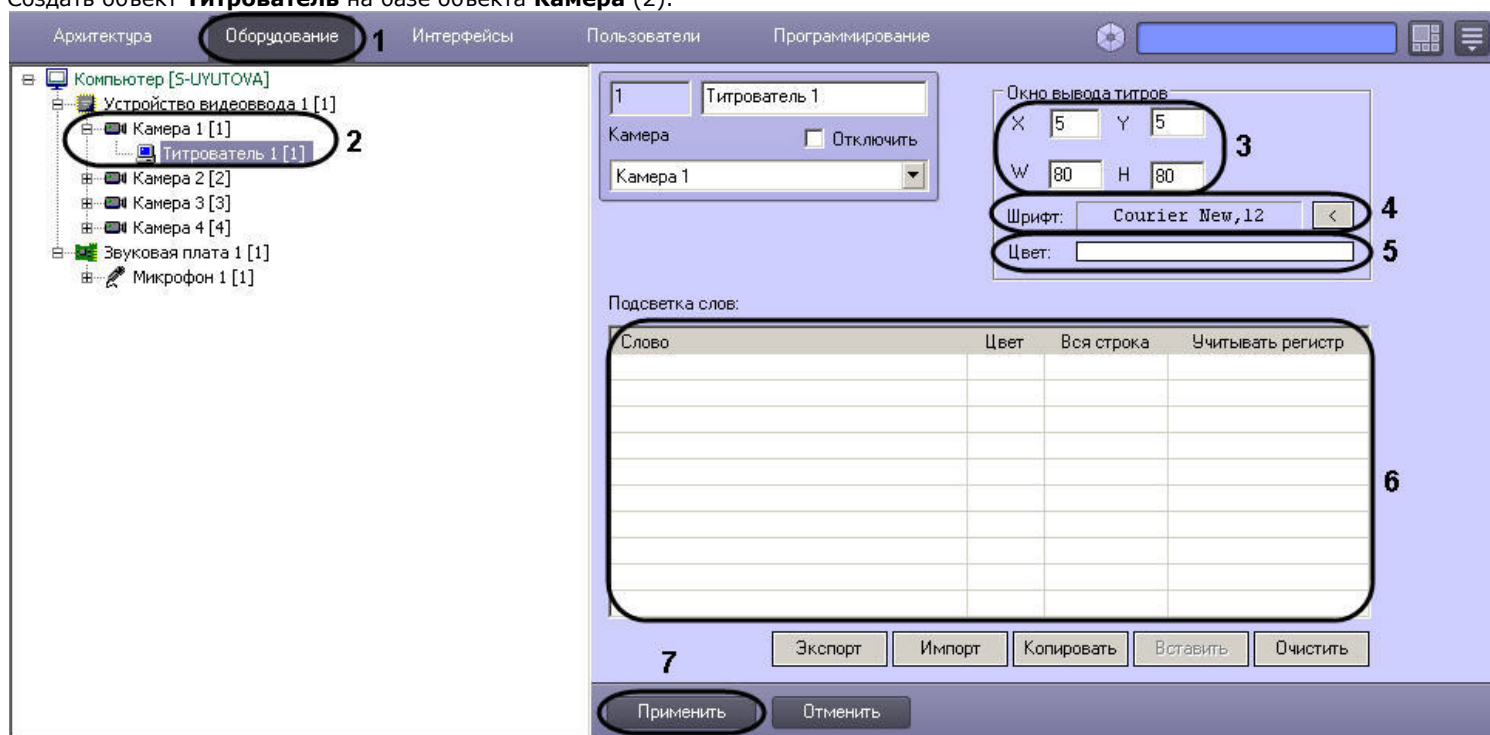 Создать объект Титрователь на базе объекта Камера (2).
Архитектура Оборудование 1 Интерфейсы Пользователи Программирование
Компьютер [S-UYUTOVA]
Устройство видеоввода 1 [1]
Камера 1 [1]
Титрователь 1 [1]
2
Камера 2 [2]
Камера 3 [3]
Камера 4 [4]
Звуковая плата 1 [1]
Микрофон 1 [1]
1 Титрователь 1
Камера Отключить
Камера 1
Окно вывода титров
X 5 Y 5
3
W 80 H 80
Шрифт: Courier New,12 < 4
Цвет: 5
Подсветка слов:
Слово Цвет Вся строка Учитывать регистр
6
Экспорт Импорт Копировать Вставить Очистить
7
Применить Отменить